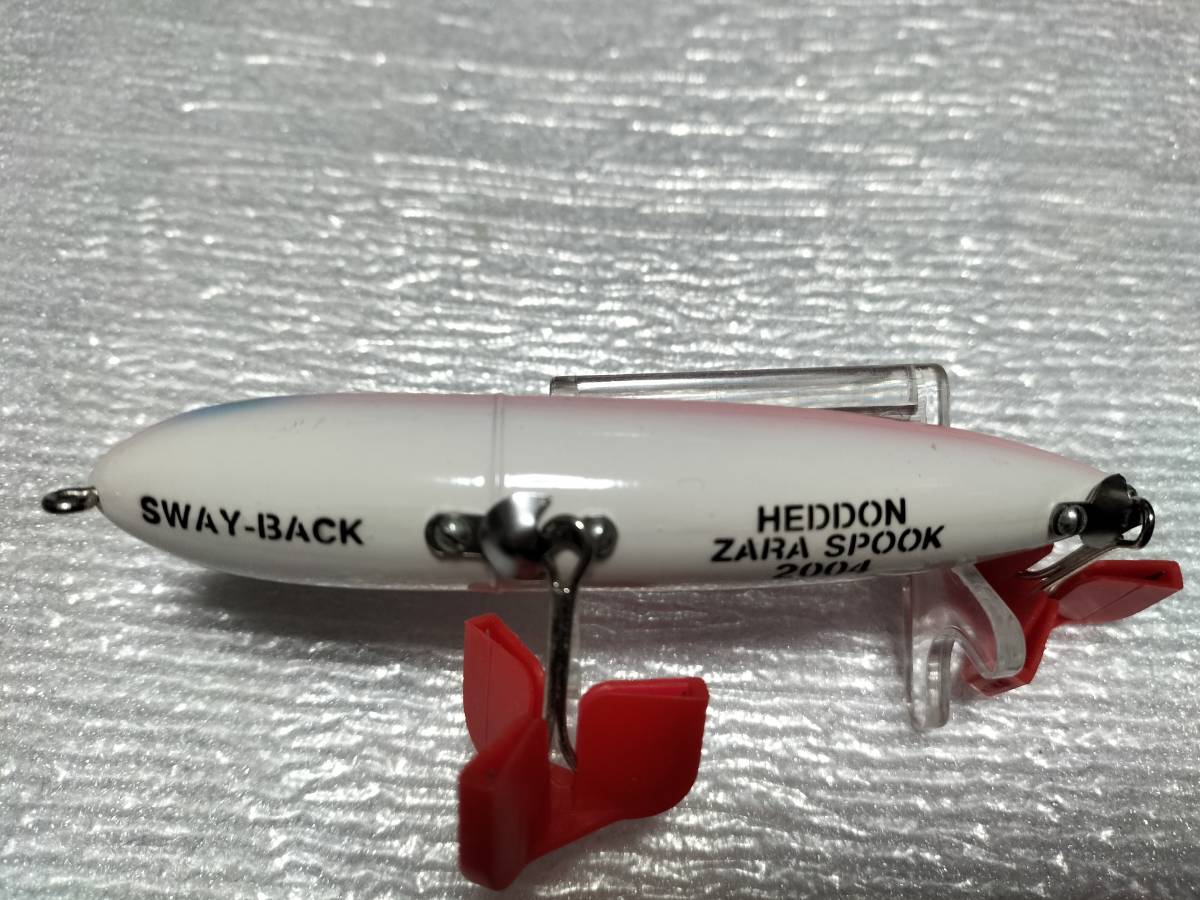 SWAY-BACK
HEDDON
ZARA SPOOK
2004